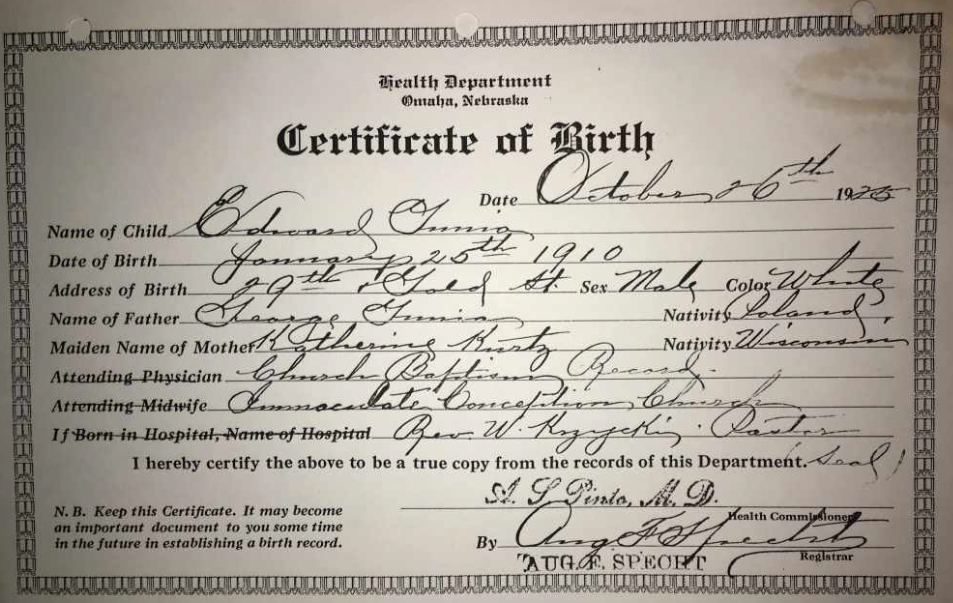 Health Department
Omaha, Nebraska
Certificate of Birth
Date October 26th 1925
Name of Child Edward
Date of Birth January 25th 1910
Address of Birth 29th & Gold St. Sex Male Color White
Name of Father George Nativity Poland
Maiden Name of Mother Katherine Kurtz Nativity Wisconsin
Attending Physician Church Baptism Record
Attending Midwife Immaculate Conception Church
If Born in Hospital, Name of Hospital Rev. W. Krzycki Pastor
I hereby certify the above to be a true copy from the records of this Department. (Seal)
A. S. Pinto, M. D.
Health Commissioner
N. B. Keep this Certificate. It may become
an important document to you some time
in the future in establishing a birth record.
By Aug F Specht
Registrar
AUG. F. SPECHT